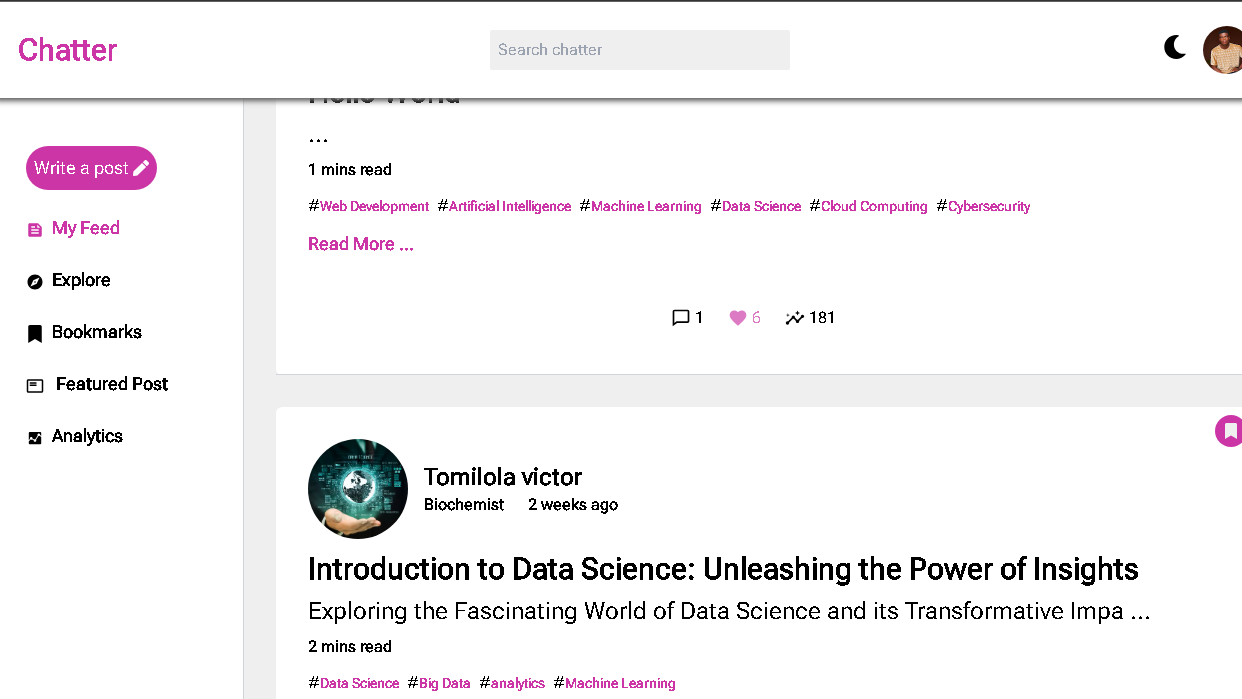 Chatter
Search chatter
Write a post
My Feed
Explore
Bookmarks
Featured Post
Analytics
Hello World
...
1 mins read
#Web Development #Artificial Intelligence #Machine Learning #Data Science #Cloud Computing #Cybersecurity
Read More ...
1 6 181
Tomilola victor
Biochemist 2 weeks ago
Introduction to Data Science: Unleashing the Power of Insights
Exploring the Fascinating World of Data Science and its Transformative Impa ...
2 mins read
#Data Science #Big Data #analytics #Machine Learning